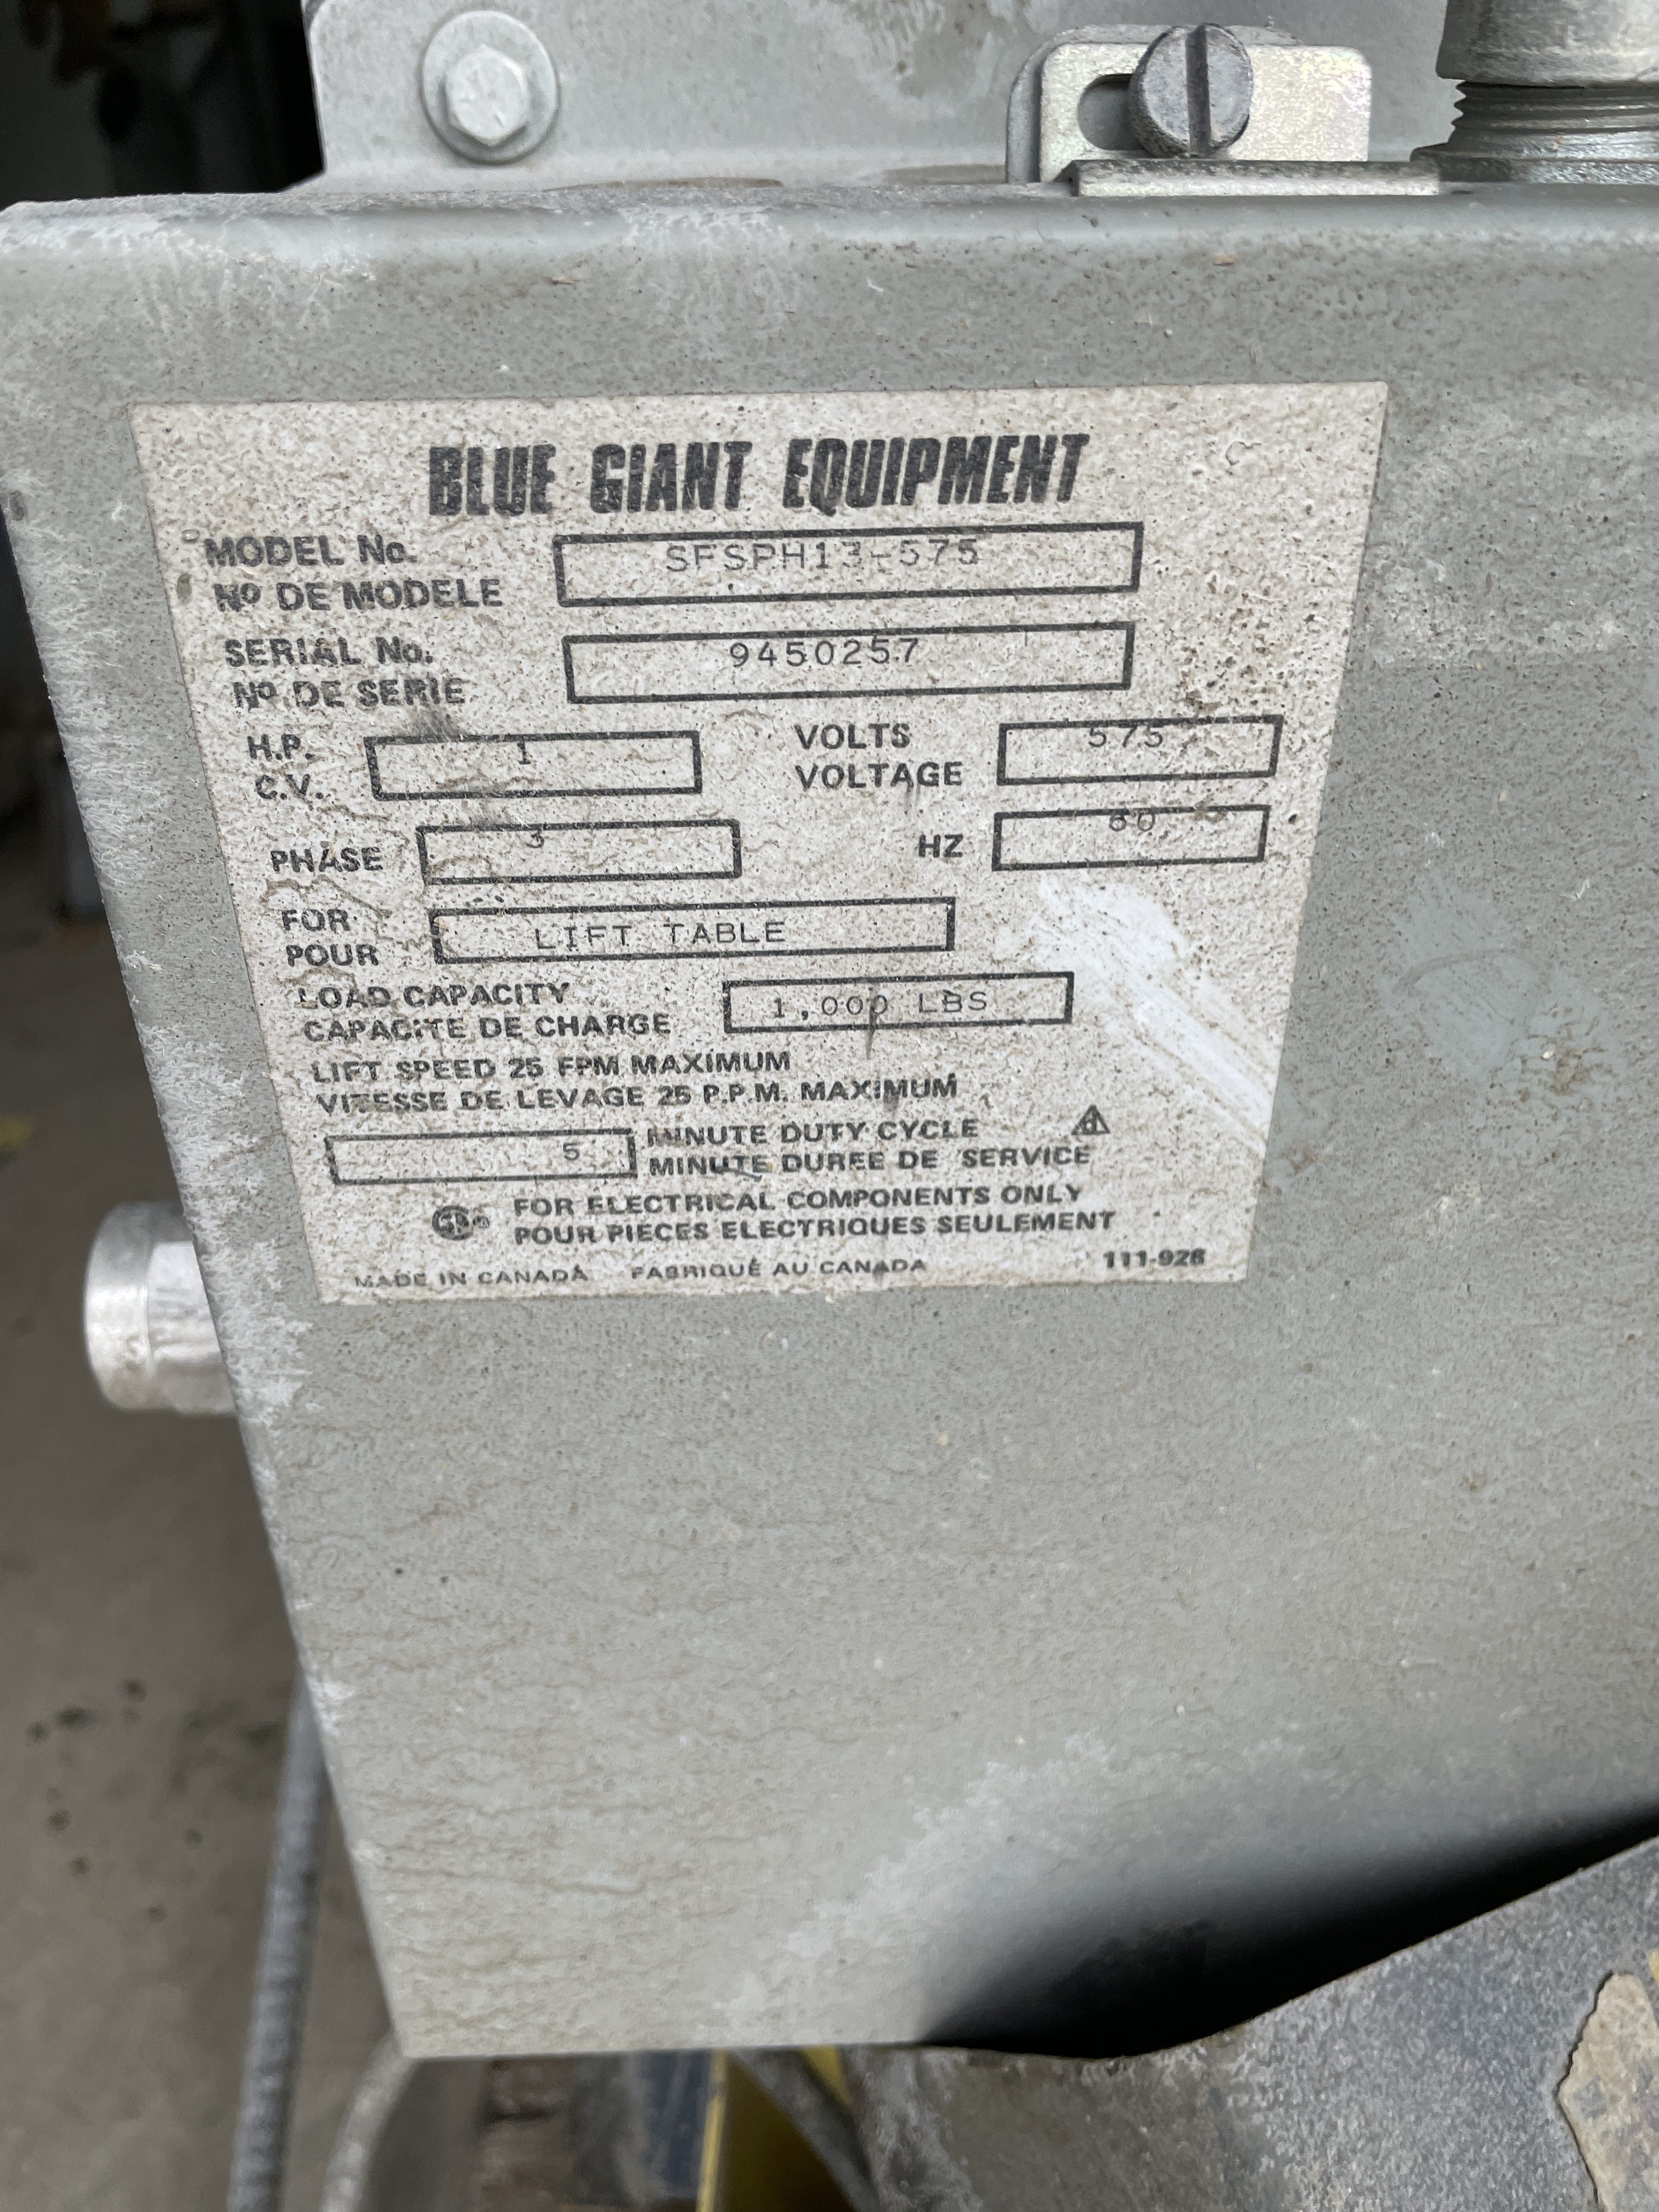 BLUE GIANT EQUIPMENT
MODEL No. SFSPH13-575
Nº DE MODELE
SERIAL No. 9450257
Nº DE SERIE
H.P. 1 VOLTS 575
C.V. VOLTAGE
PHASE 3 HZ 60
FOR LIFT TABLE
POUR
LOAD CAPACITY 1,000 LBS
CAPACITE DE CHARGE
LIFT SPEED 25 FPM MAXIMUM
VITESSE DE LEVAGE 25 P.P.M. MAXIMUM
5 MINUTE DUTY CYCLE
MINUTE DUREE DE SERVICE
FOR ELECTRICAL COMPONENTS ONLY
POUR PIECES ELECTRIQUES SEULEMENT
MADE IN CANADA FABRIQUÉ AU CANADA 111-928